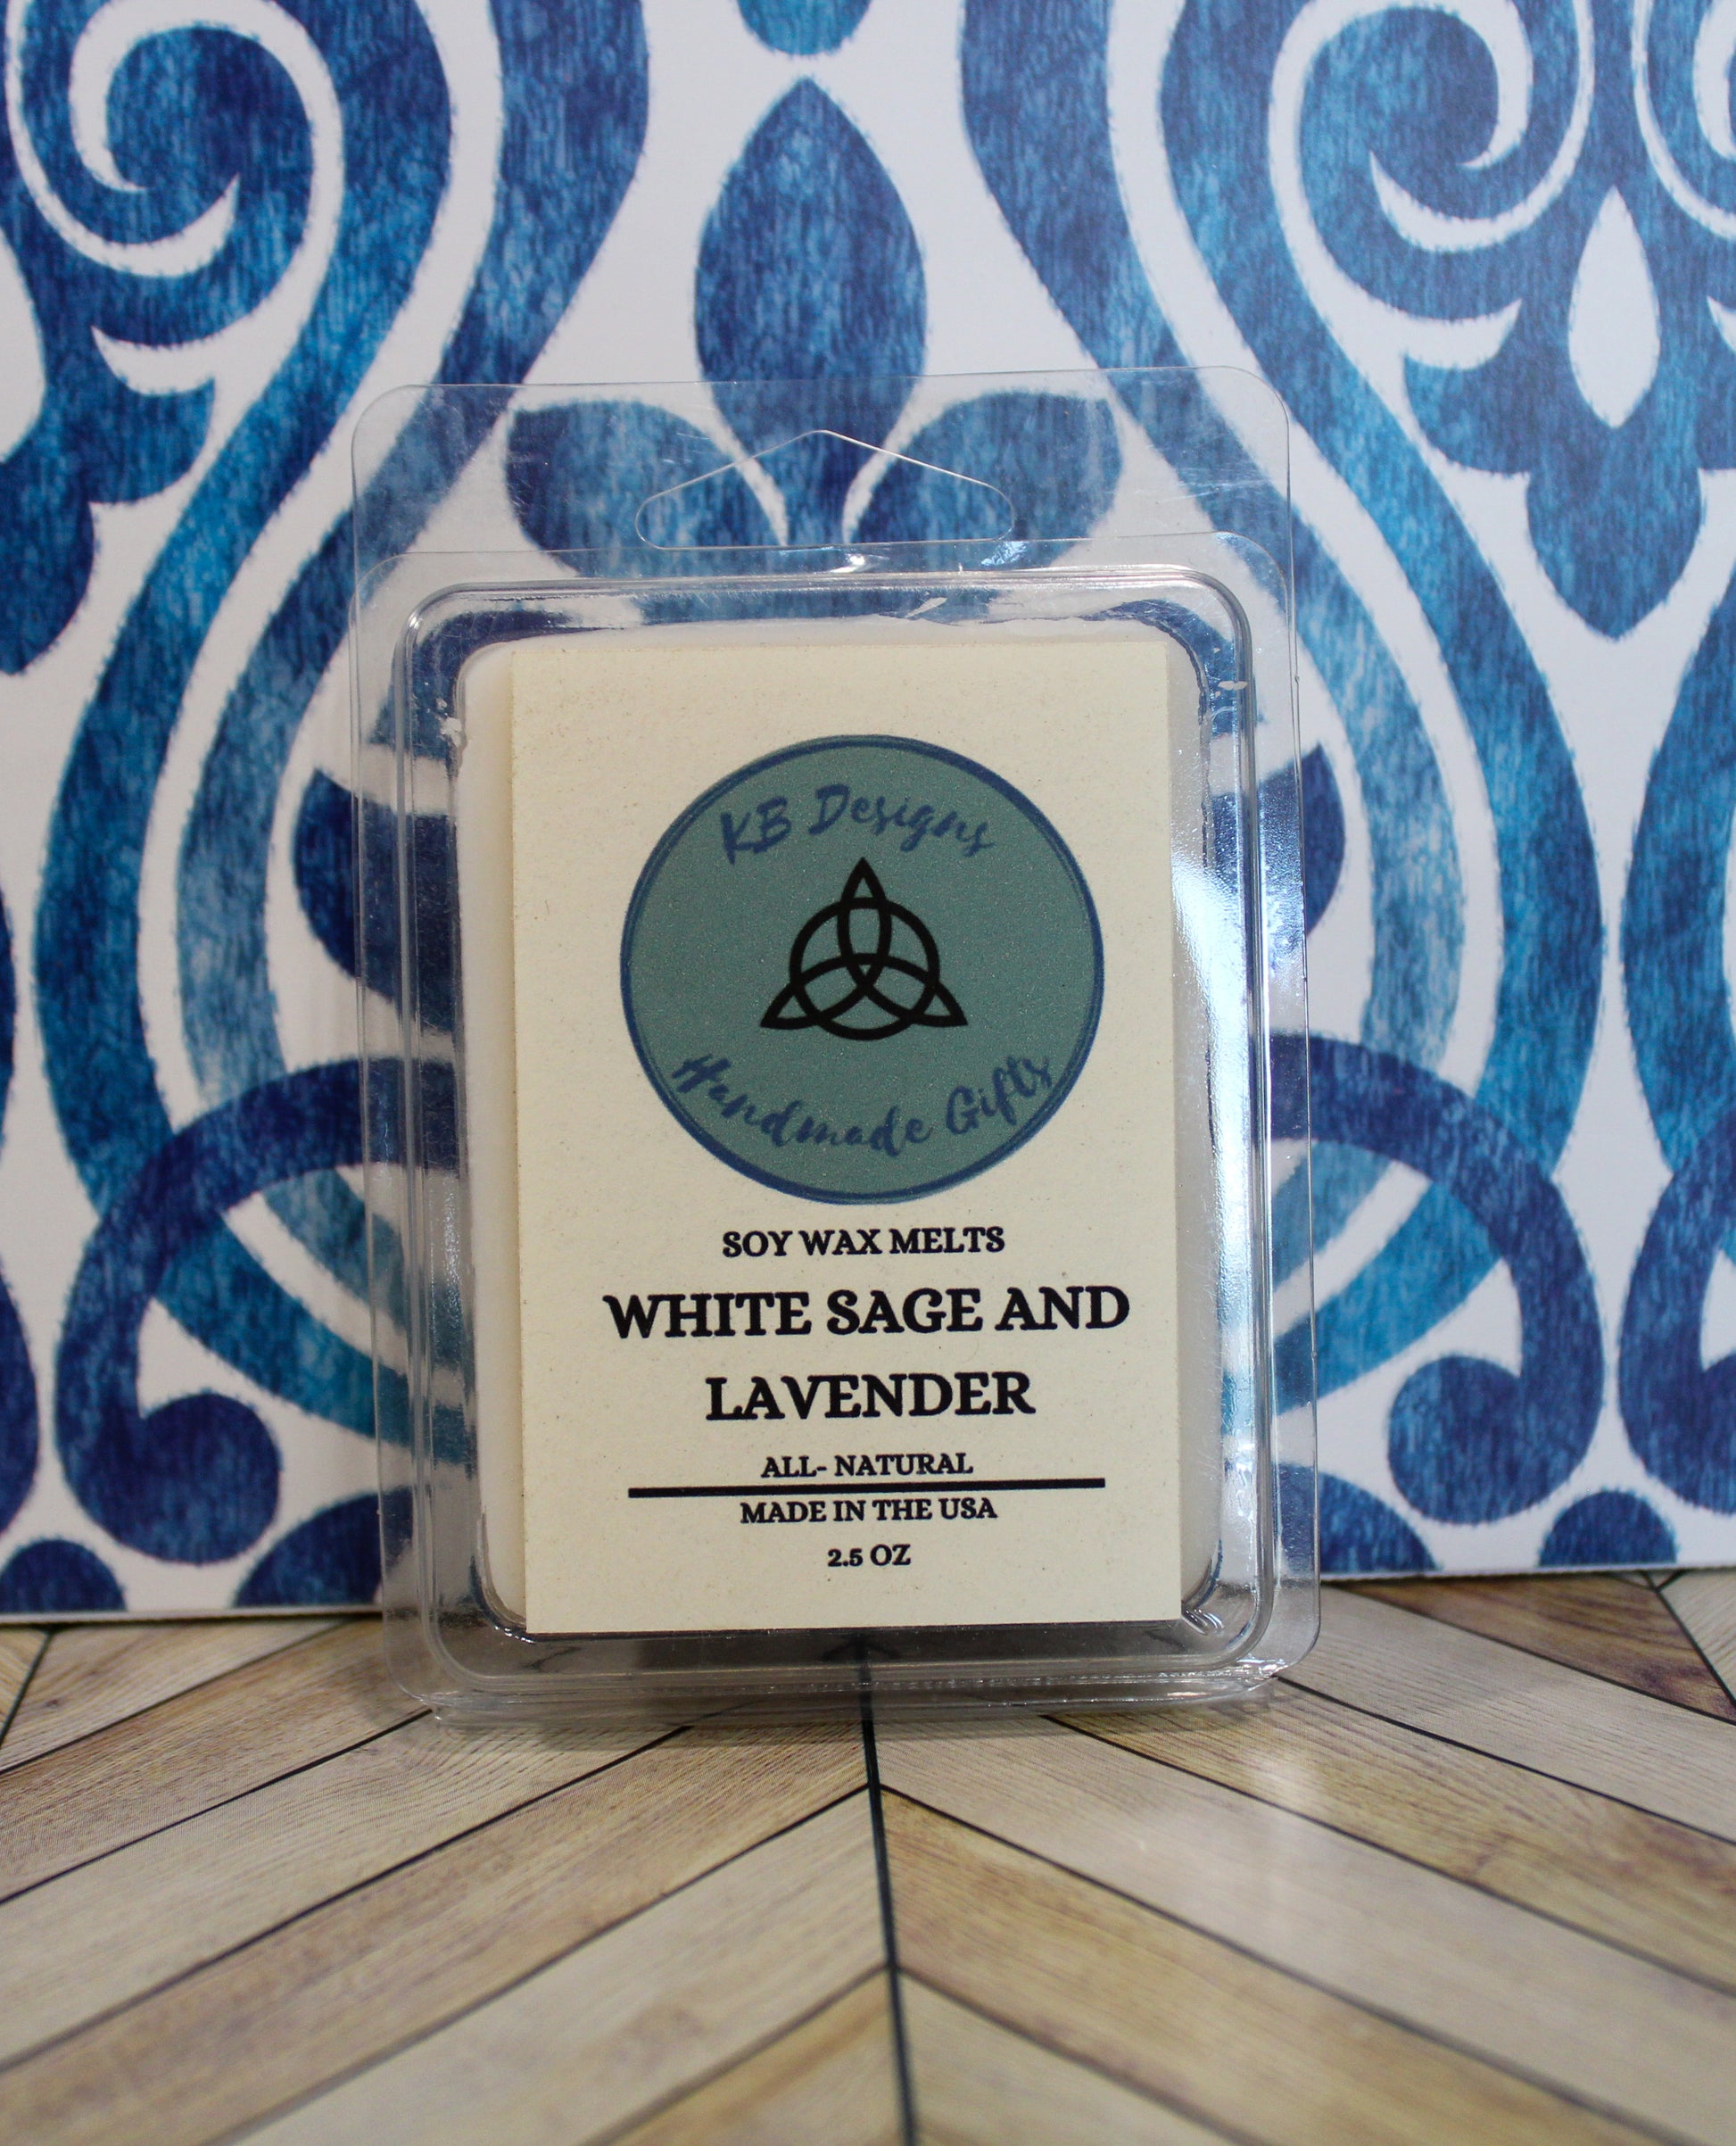 KB Designs
Handmade Gifts
SOY WAX MELTS
WHITE SAGE AND
LAVENDER
ALL- NATURAL
MADE IN THE USA
2.5 OZ